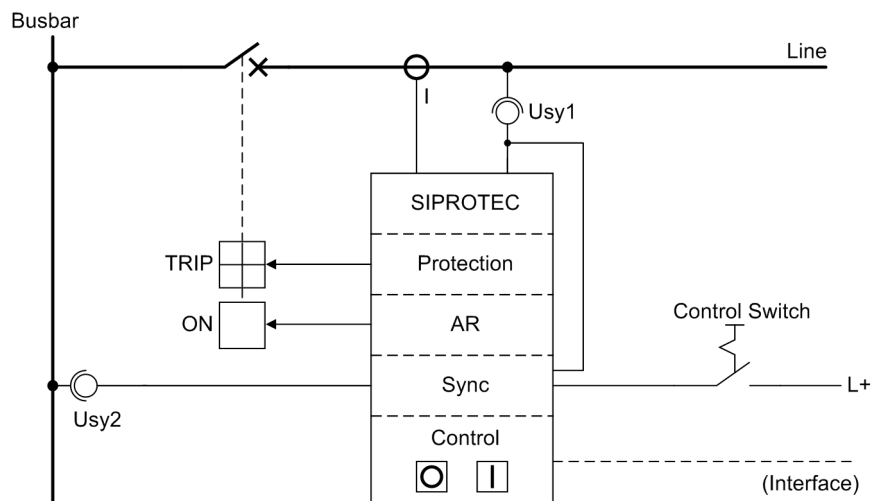 Busbar
Line
I
Usy1
SIPROTEC
TRIP
Protection
ON
AR
Control Switch
Sync
L+
Usy2
Control
(Interface)